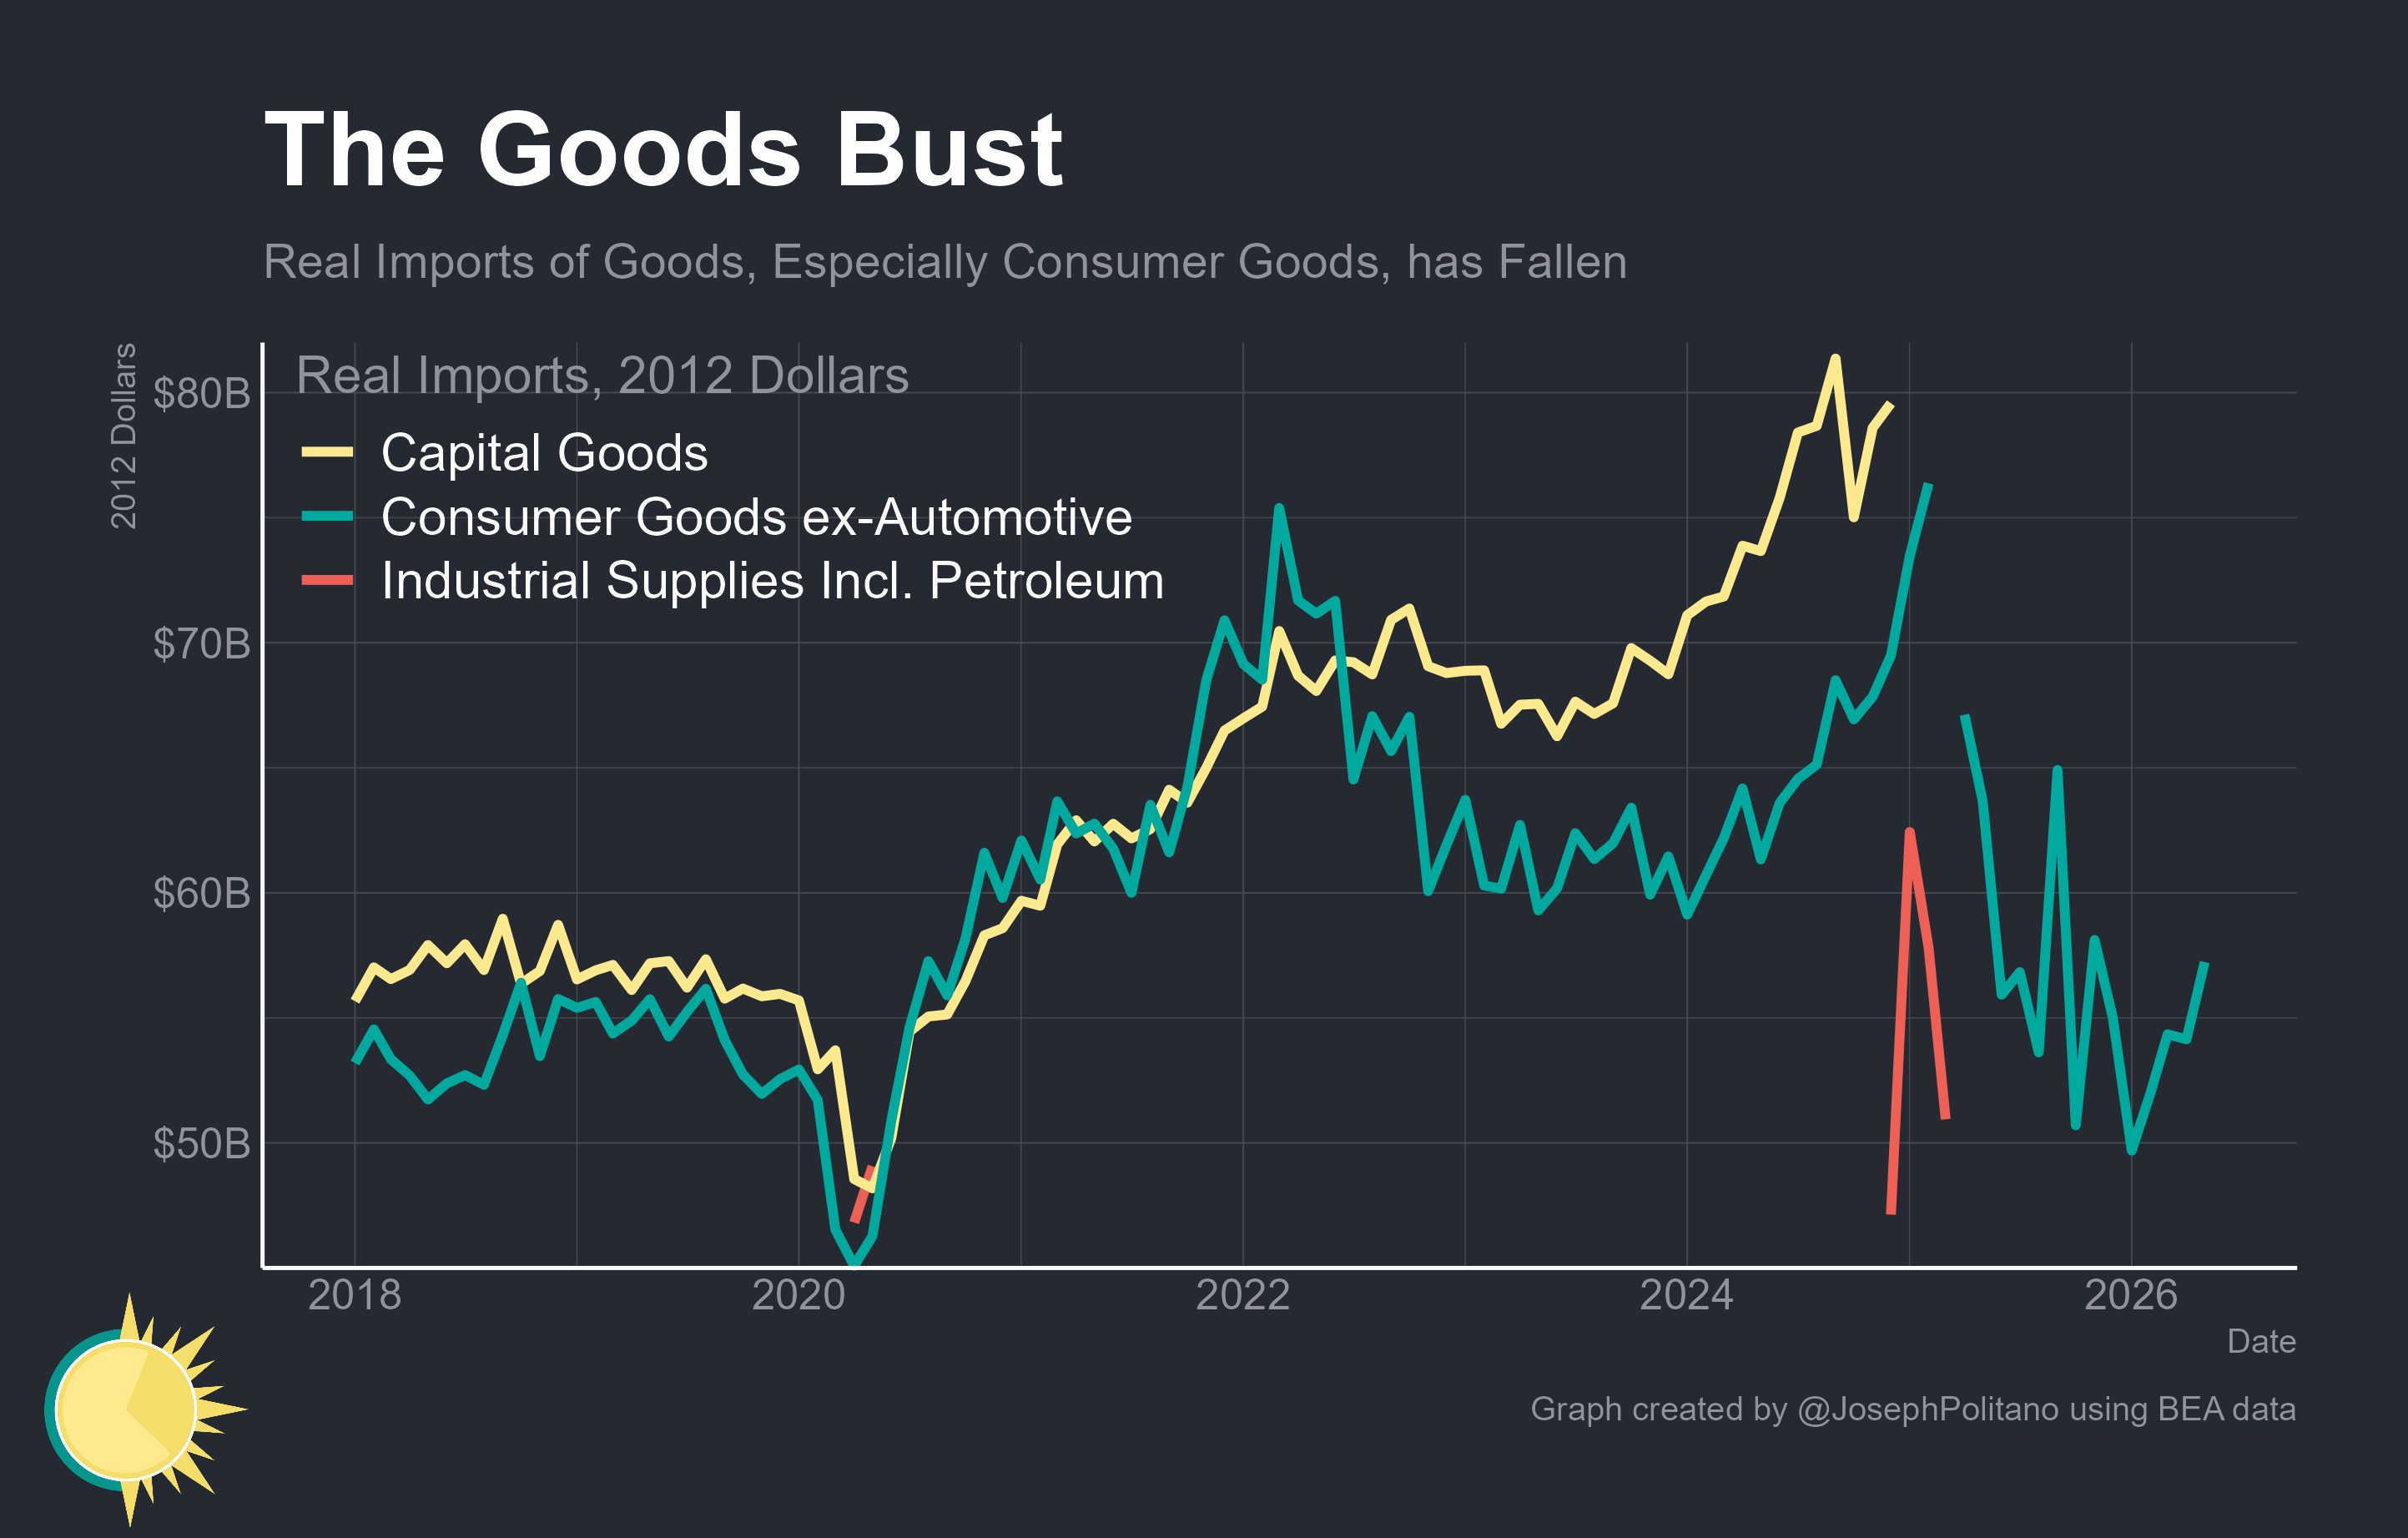 The Goods Bust
Real Imports of Goods, Especially Consumer Goods, has Fallen
2012 Dollars
Real Imports, 2012 Dollars
Capital Goods
Consumer Goods ex-Automotive
Industrial Supplies Incl. Petroleum
$80B
$70B
$60B
$50B
2018 2020 2022 2024 2026
Date
Graph created by @JosephPolitano using BEA data